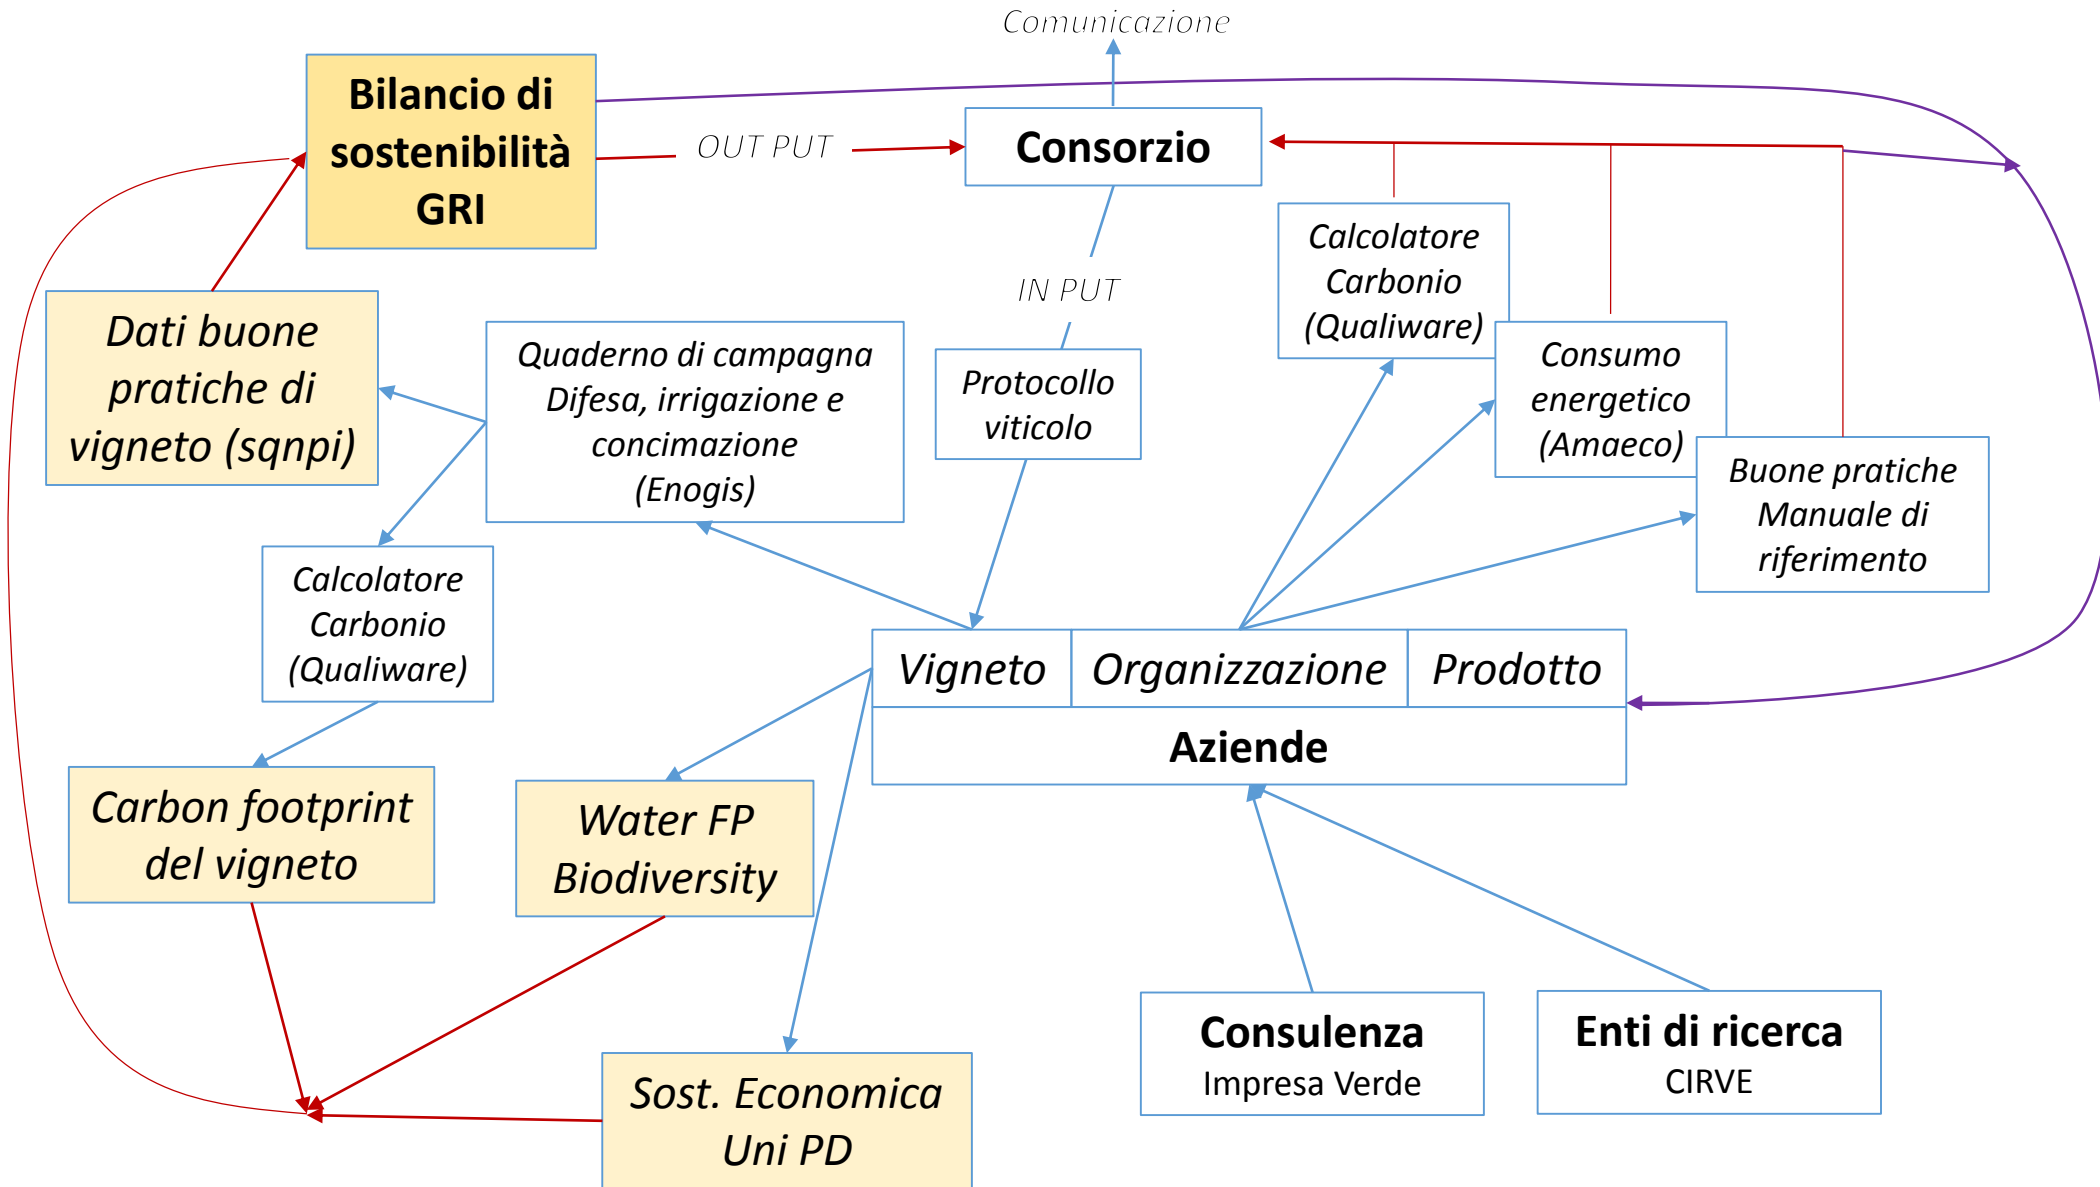 Comunicazione
Bilancio di
sostenibilità
GRI
OUT PUT
Consorzio
Calcolatore
Carbonio
(Qualiware)
IN PUT
Dati buone
pratiche di
vigneto (sqnpi)
Quaderno di campagna
Difesa, irrigazione e
concimazione
(Enogis)
Protocollo
viticolo
Consumo
energetico
(Amaeco)
Buone pratiche
Manuale di
riferimento
Calcolatore
Carbonio
(Qualiware)
Vigneto
Organizzazione
Prodotto
Aziende
Carbon footprint
del vigneto
Water FP
Biodiversity
Consulenza
Impresa Verde
Enti di ricerca
CIRVE
Sost. Economica
Uni PD